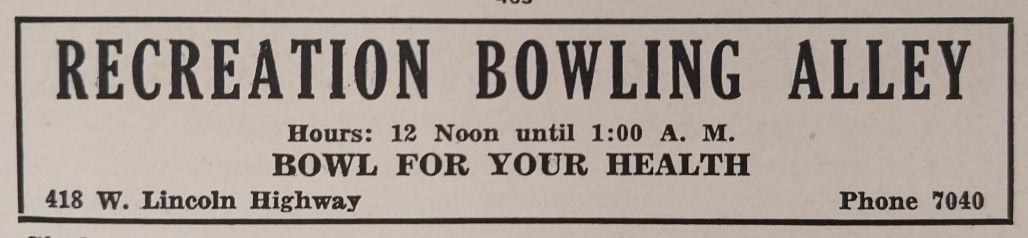 RECREATION BOWLING ALLEY
Hours: 12 Noon until 1:00 A. M.
BOWL FOR YOUR HEALTH
418 W. Lincoln Highway Phone 7040